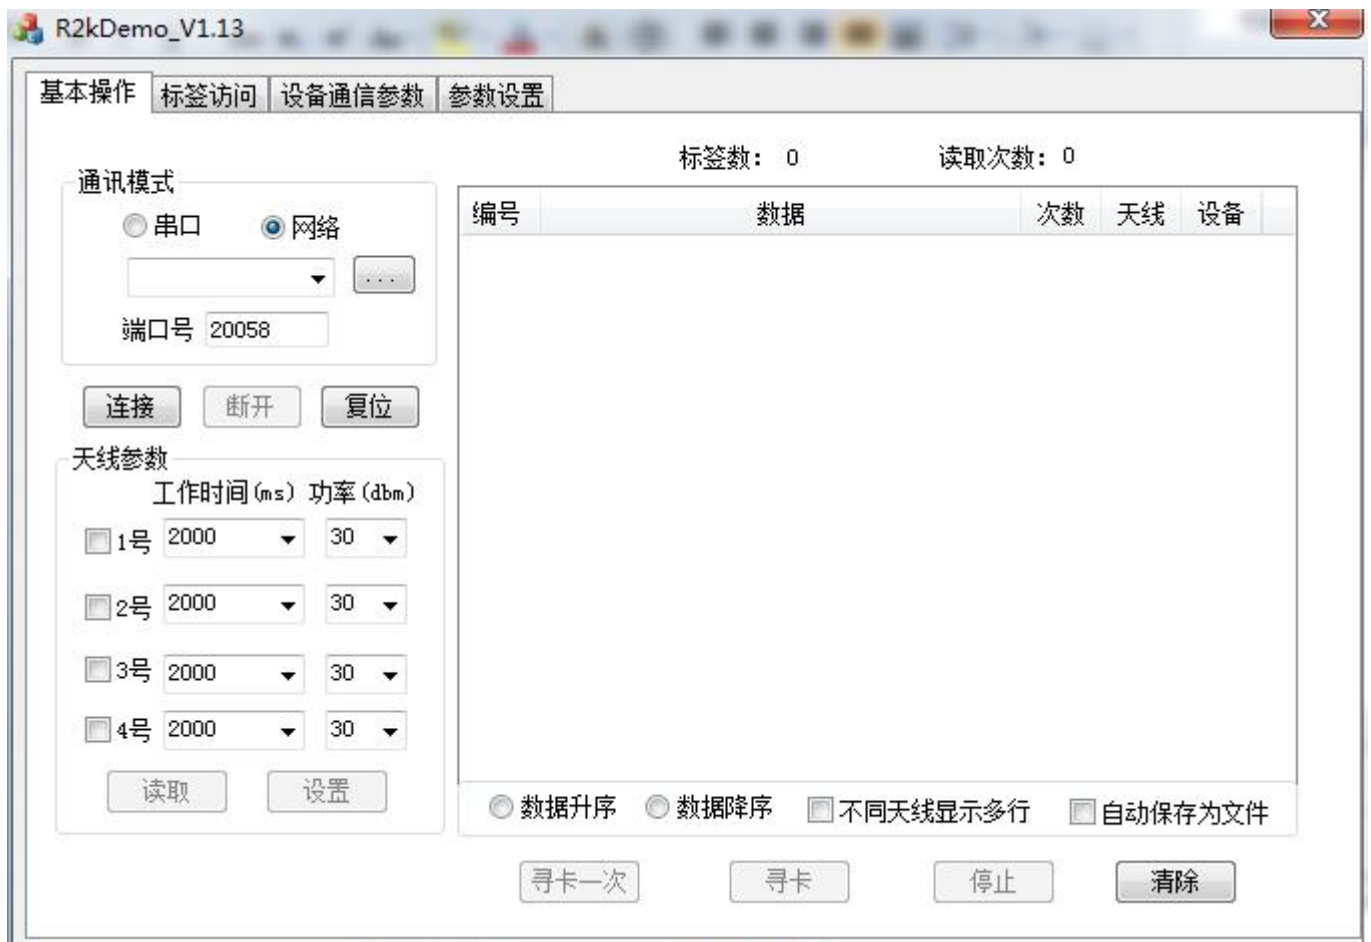 R2kDemo_V1.13
基本操作 标签访问 设备通信参数 参数设置
标签数： 0 读取次数：0
通讯模式
串口 网络
...
端口号 20058
连接 断开 复位
编号 数据 次数 天线 设备
天线参数
工作时间(ms) 功率(dbm)
1号 2000 30
2号 2000 30
3号 2000 30
4号 2000 30
读取 设置
数据升序 数据降序 不同天线显示多行 自动保存为文件
寻卡一次 寻卡 停止 清除